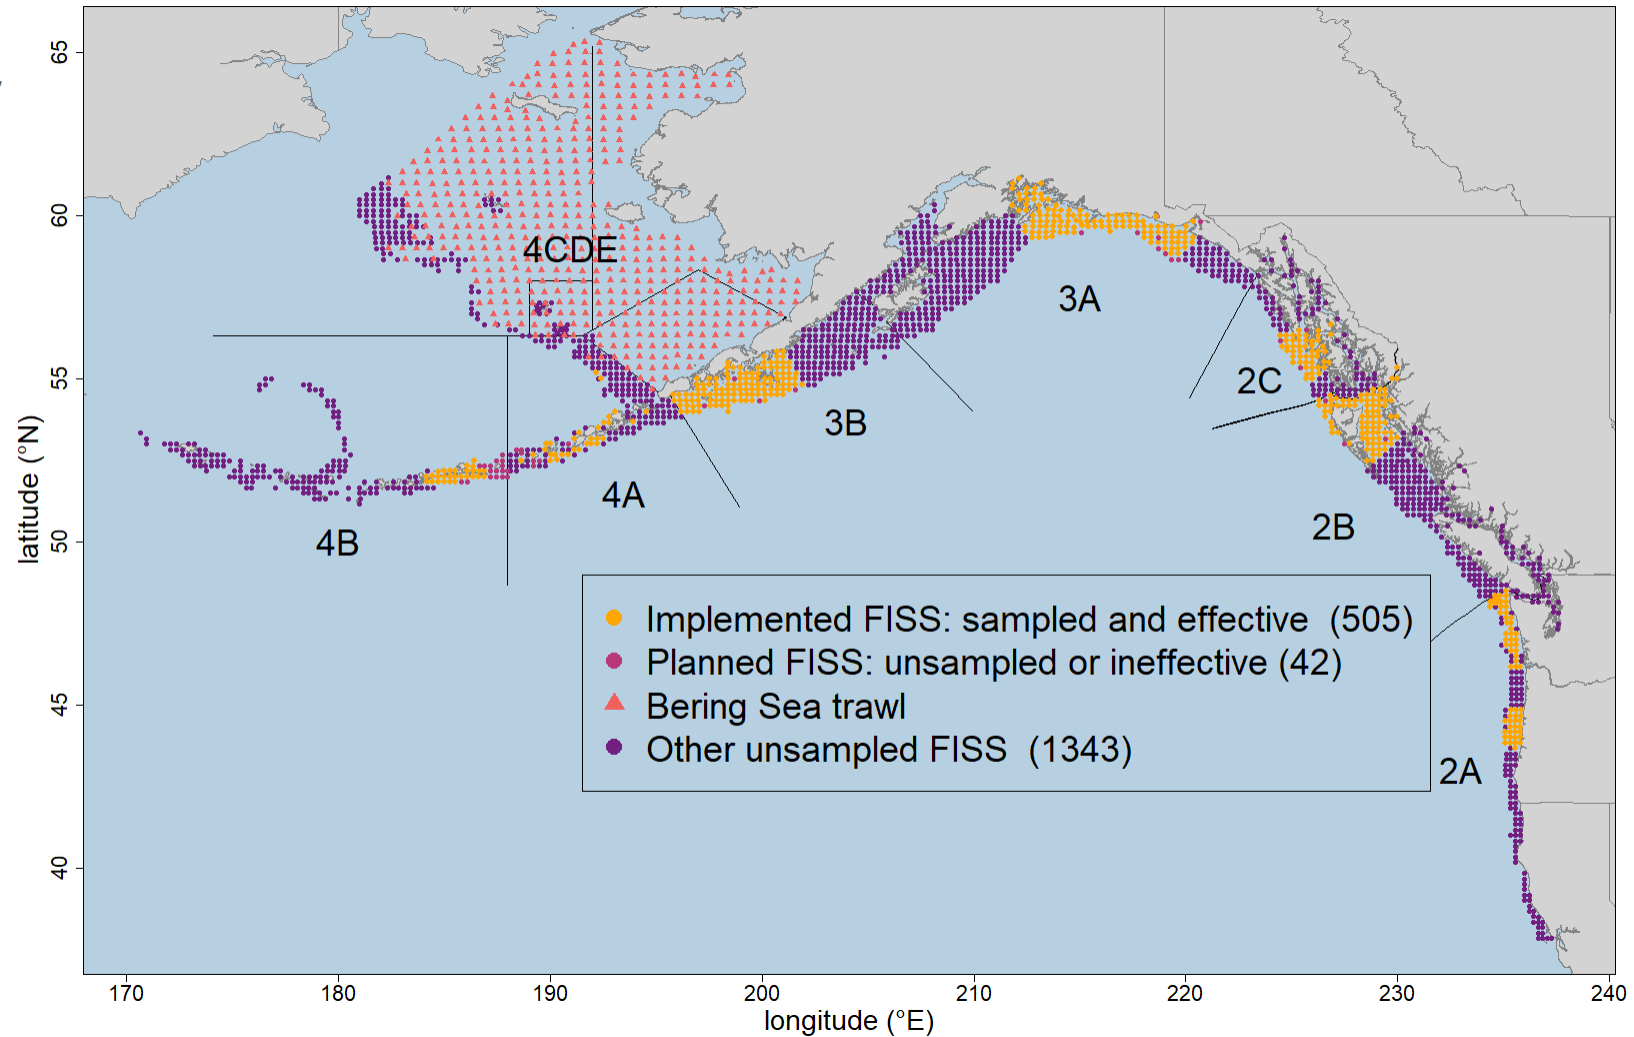 65
60
55
50
45
40
latitude (°N)
4CDE
3A
2C
3B
4A
4B
2B
2A
Implemented FISS: sampled and effective (505)
Planned FISS: unsampled or ineffective (42)
Bering Sea trawl
Other unsampled FISS (1343)
170 180 190 200 210 220 230 240
longitude (°E)